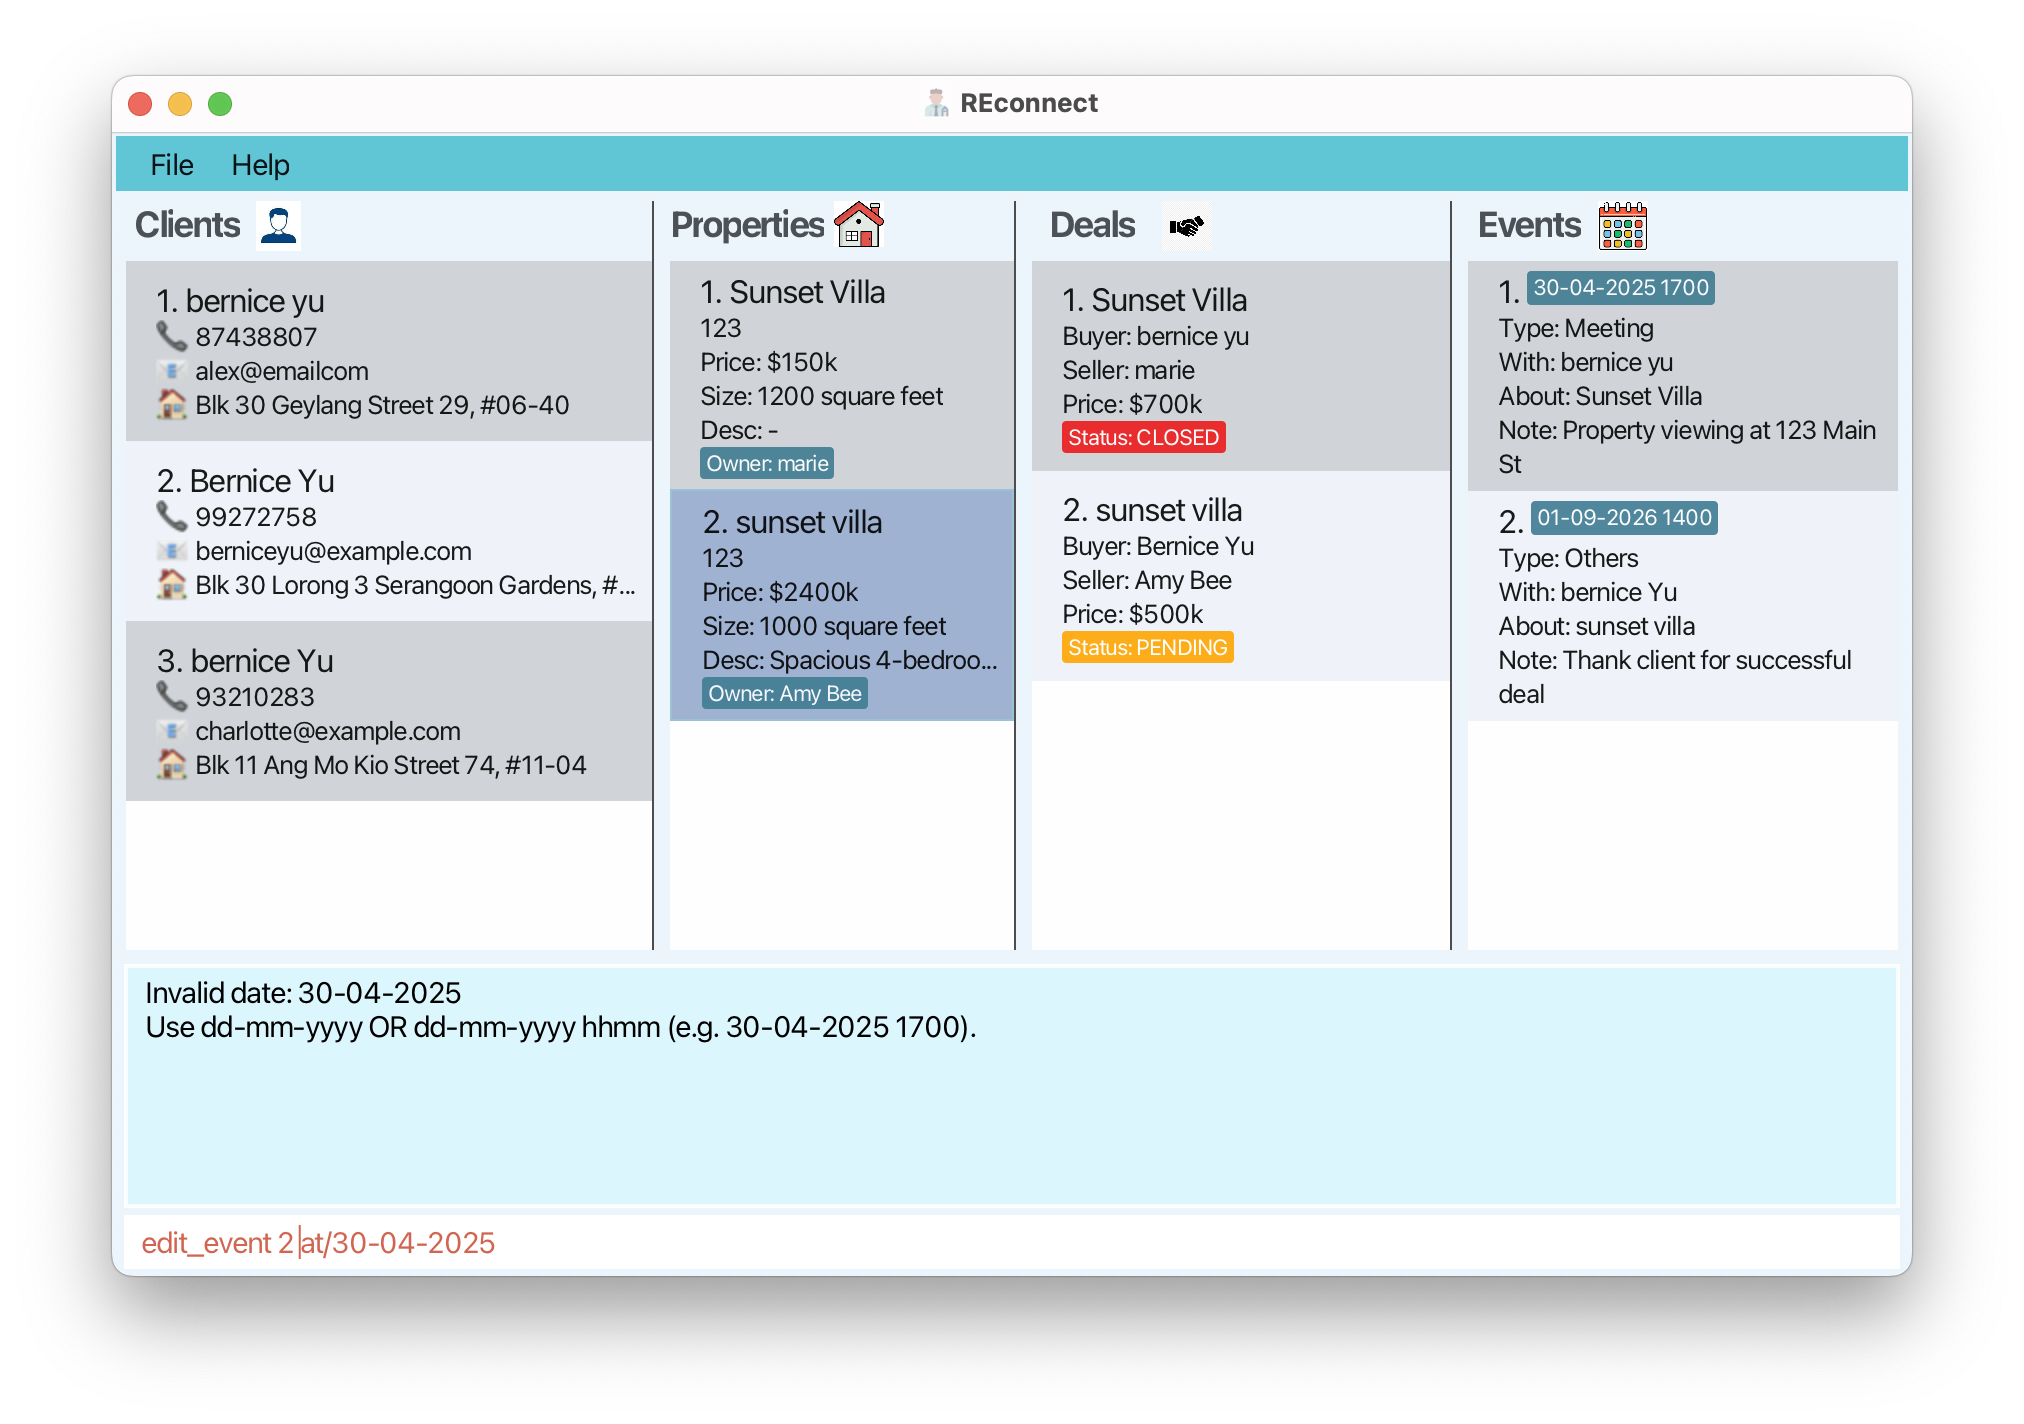 REconnect
File Help
Clients
1. bernice yu
87438807
alex@emailcom
Blk 30 Geylang Street 29, #06-40
2. Bernice Yu
99272758
berniceyu@example.com
Blk 30 Lorong 3 Serangoon Gardens, #...
3. bernice Yu
93210283
charlotte@example.com
Blk 11 Ang Mo Kio Street 74, #11-04
Properties
1. Sunset Villa
123
Price: $150k
Size: 1200 square feet
Desc: -
Owner: marie
2. sunset villa
123
Price: $2400k
Size: 1000 square feet
Desc: Spacious 4-bedroo...
Owner: Amy Bee
Deals
1. Sunset Villa
Buyer: bernice yu
Seller: marie
Price: $700k
Status: CLOSED
2. sunset villa
Buyer: Bernice Yu
Seller: Amy Bee
Price: $500k
Status: PENDING
Events
1. 30-04-2025 1700
Type: Meeting
With: bernice yu
About: Sunset Villa
Note: Property viewing at 123 Main
St
2. 01-09-2026 1400
Type: Others
With: bernice Yu
About: sunset villa
Note: Thank client for successful
deal
Invalid date: 30-04-2025
Use dd-mm-yyyy OR dd-mm-yyyy hhmm (e.g. 30-04-2025 1700).
edit_event 2 at/30-04-2025